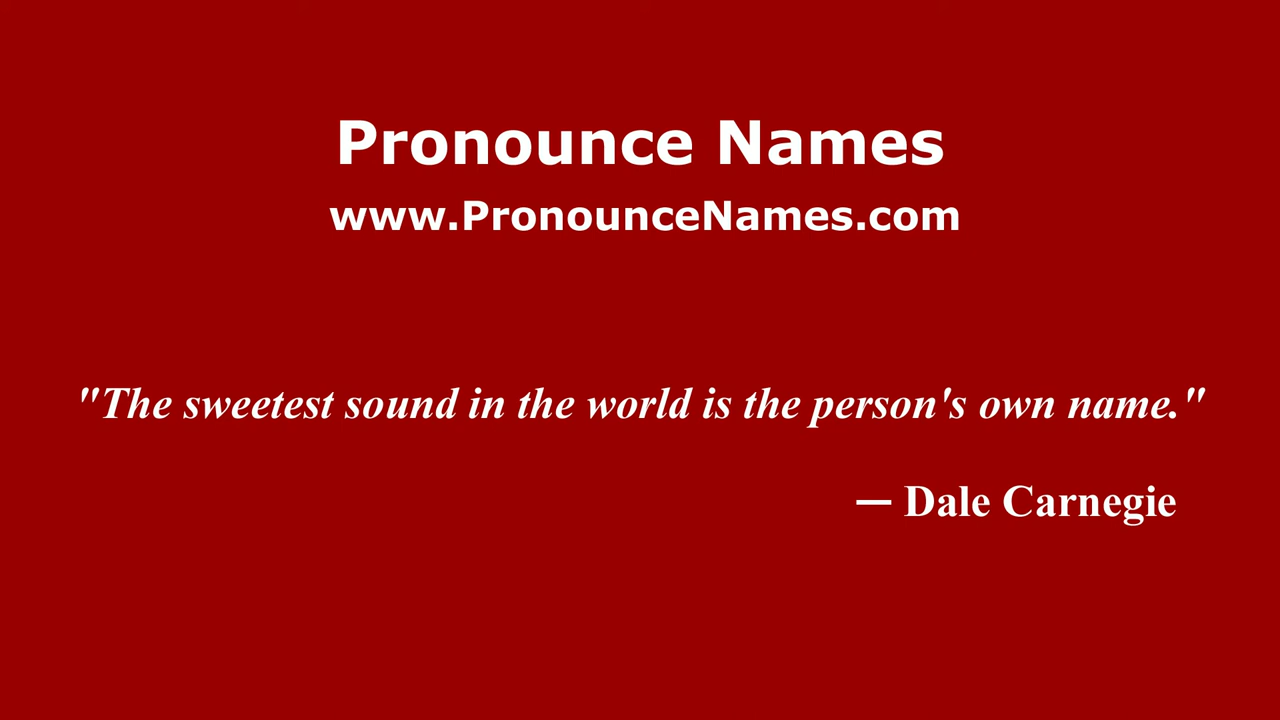 Pronounce Names
www.PronounceNames.com
"The sweetest sound in the world is the person's own name."
— Dale Carnegie